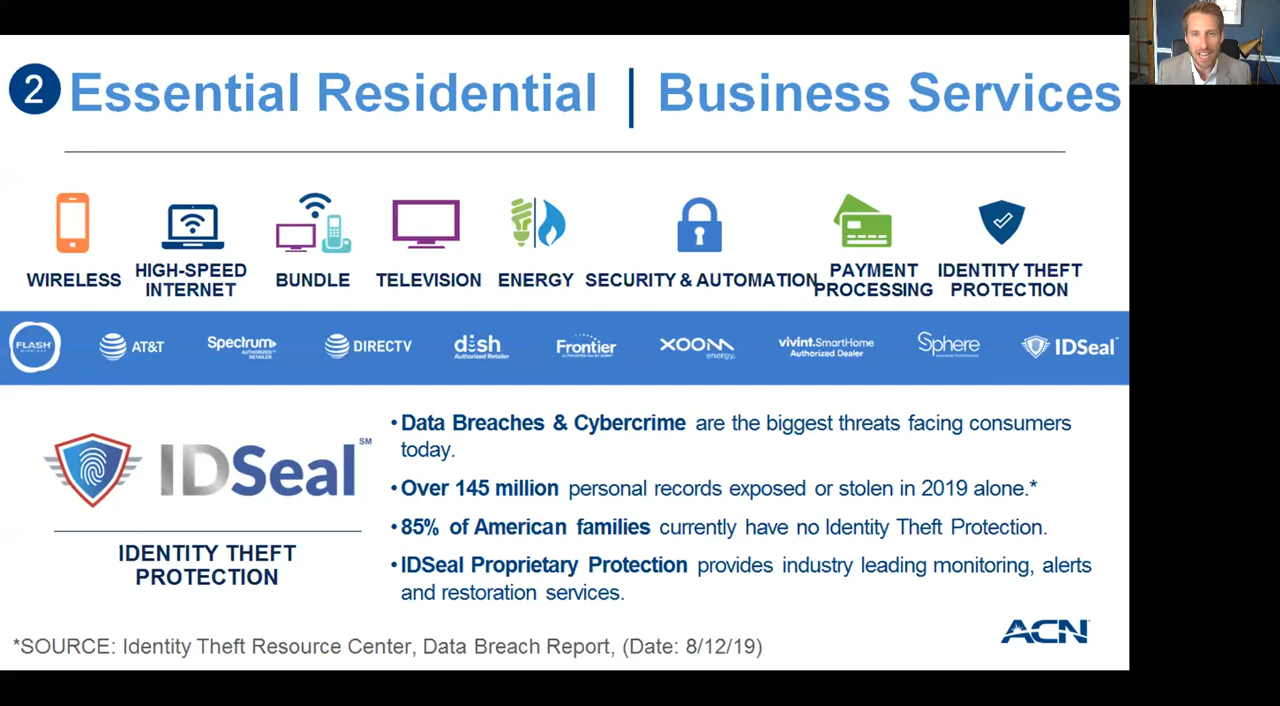 2 Essential Residential | Business Services
WIRELESS
HIGH-SPEED
INTERNET
BUNDLE
TELEVISION
ENERGY
SECURITY & AUTOMATION
PAYMENT
PROCESSING
IDENTITY THEFT
PROTECTION
FLASH
WIRELESS
AT&T
Spectrum
AUTHORIZED
RETAILER
DIRECTV
dish
Authorized Retailer
Frontier
XOOM
energy.
vivint.SmartHome
Authorized Dealer
Sphere
IDSeal
IDSeal SM
IDENTITY THEFT
PROTECTION
• Data Breaches & Cybercrime are the biggest threats facing consumers
today.
• Over 145 million personal records exposed or stolen in 2019 alone.*
• 85% of American families currently have no Identity Theft Protection.
• IDSeal Proprietary Protection provides industry leading monitoring, alerts
and restoration services.
ACN
*SOURCE: Identity Theft Resource Center, Data Breach Report, (Date: 8/12/19)